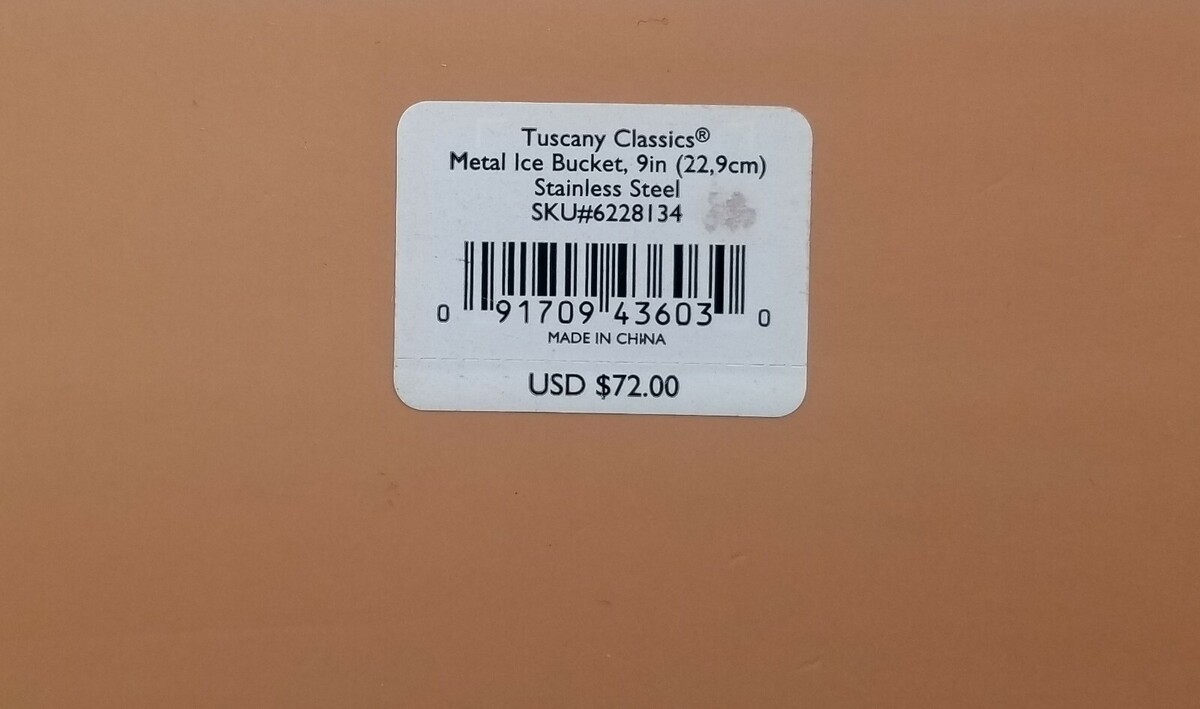 Tuscany Classics®
Metal Ice Bucket, 9in (22,9cm)
Stainless Steel
SKU#6228134
0 91709 43603 0
MADE IN CHINA
USD $72.00